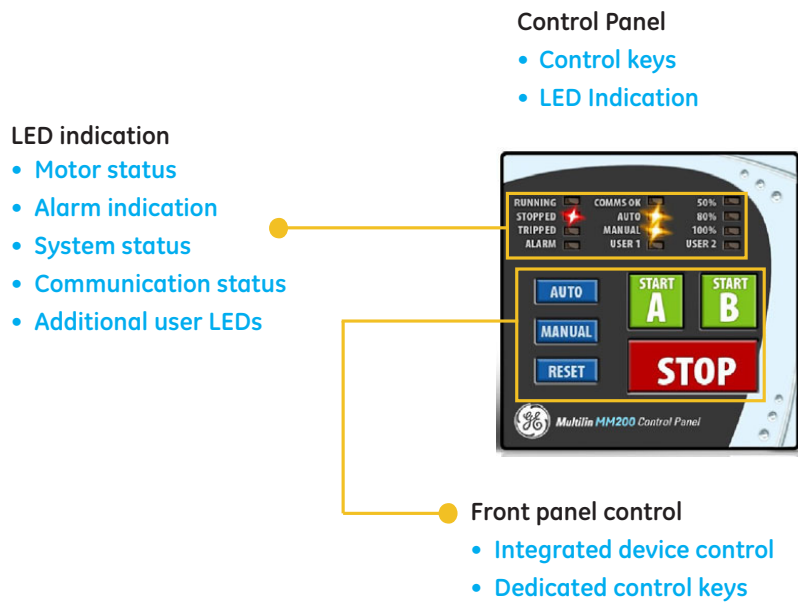 Control Panel
• Control keys
• LED Indication
LED indication
• Motor status
• Alarm indication
• System status
• Communication status
• Additional user LEDs
RUNNING COMMS OK 50%
STOPPED AUTO 80%
TRIPPED MANUAL 100%
ALARM USER 1 USER 2
AUTO
MANUAL
RESET
START
A
START
B
STOP
GE Multilin MM200 Control Panel
Front panel control
• Integrated device control
• Dedicated control keys